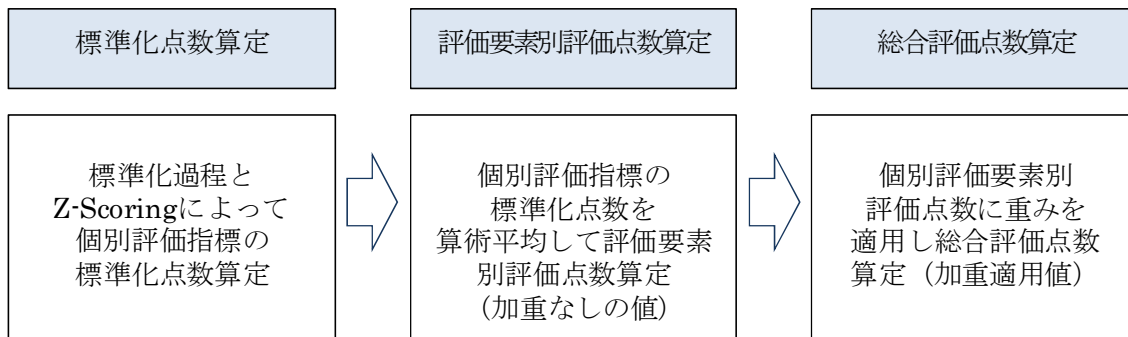 標準化点数算定
評価要素別評価点数算定
総合評価点数算定
標準化過程と
Z-Scoringによって
個別評価指標の
標準化点数算定
個別評価指標の
標準化点数を
算術平均して評価要素
別評価点数算定
（加重なしの値）
個別評価要素別
評価点数に重みを
適用し総合評価点数
算定（加重適用値）